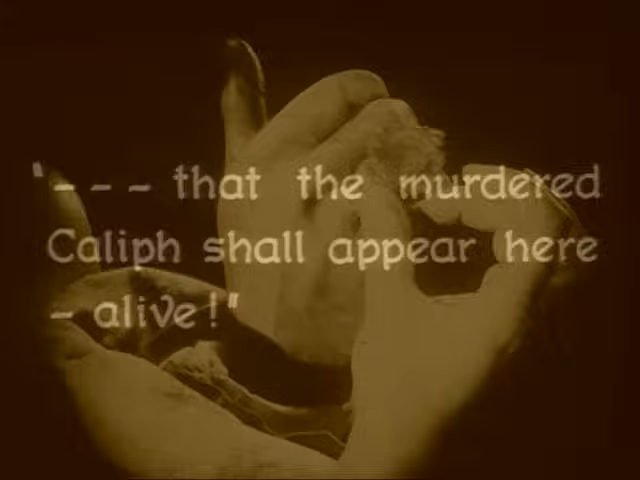 "--- that the murdered
Caliph shall appear here
- alive!"